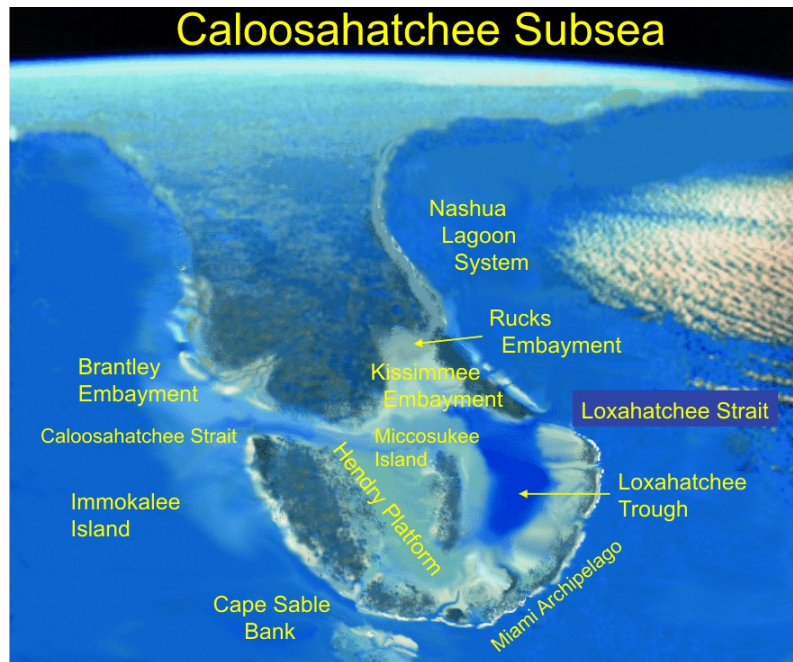 Caloosahatchee Subsea
Nashua
Lagoon
System
Rucks
Embayment
Brantley
Embayment
Kissimmee
Embayment
Loxahatchee Strait
Caloosahatchee Strait
Miccosukee
Island
Hendry Platform
Loxahatchee
Trough
Immokalee
Island
Miami Archipelago
Cape Sable
Bank